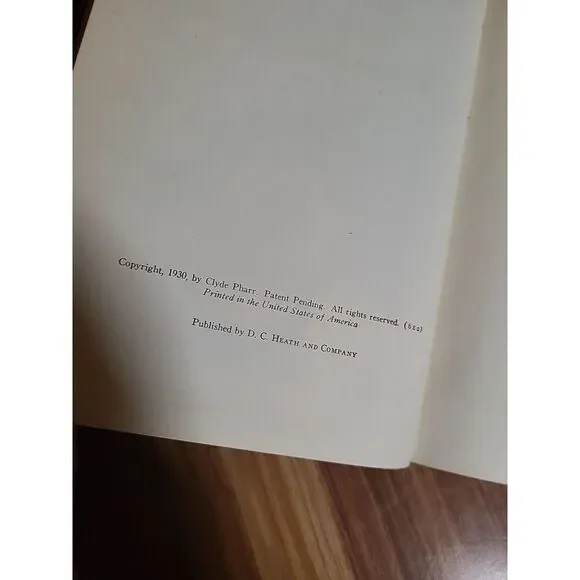 Copyright, 1930, by Clyde Pharr. Patent Pending. All rights reserved. (6E0)
Printed in the United States of America
Published by D. C. HEATH AND COMPANY